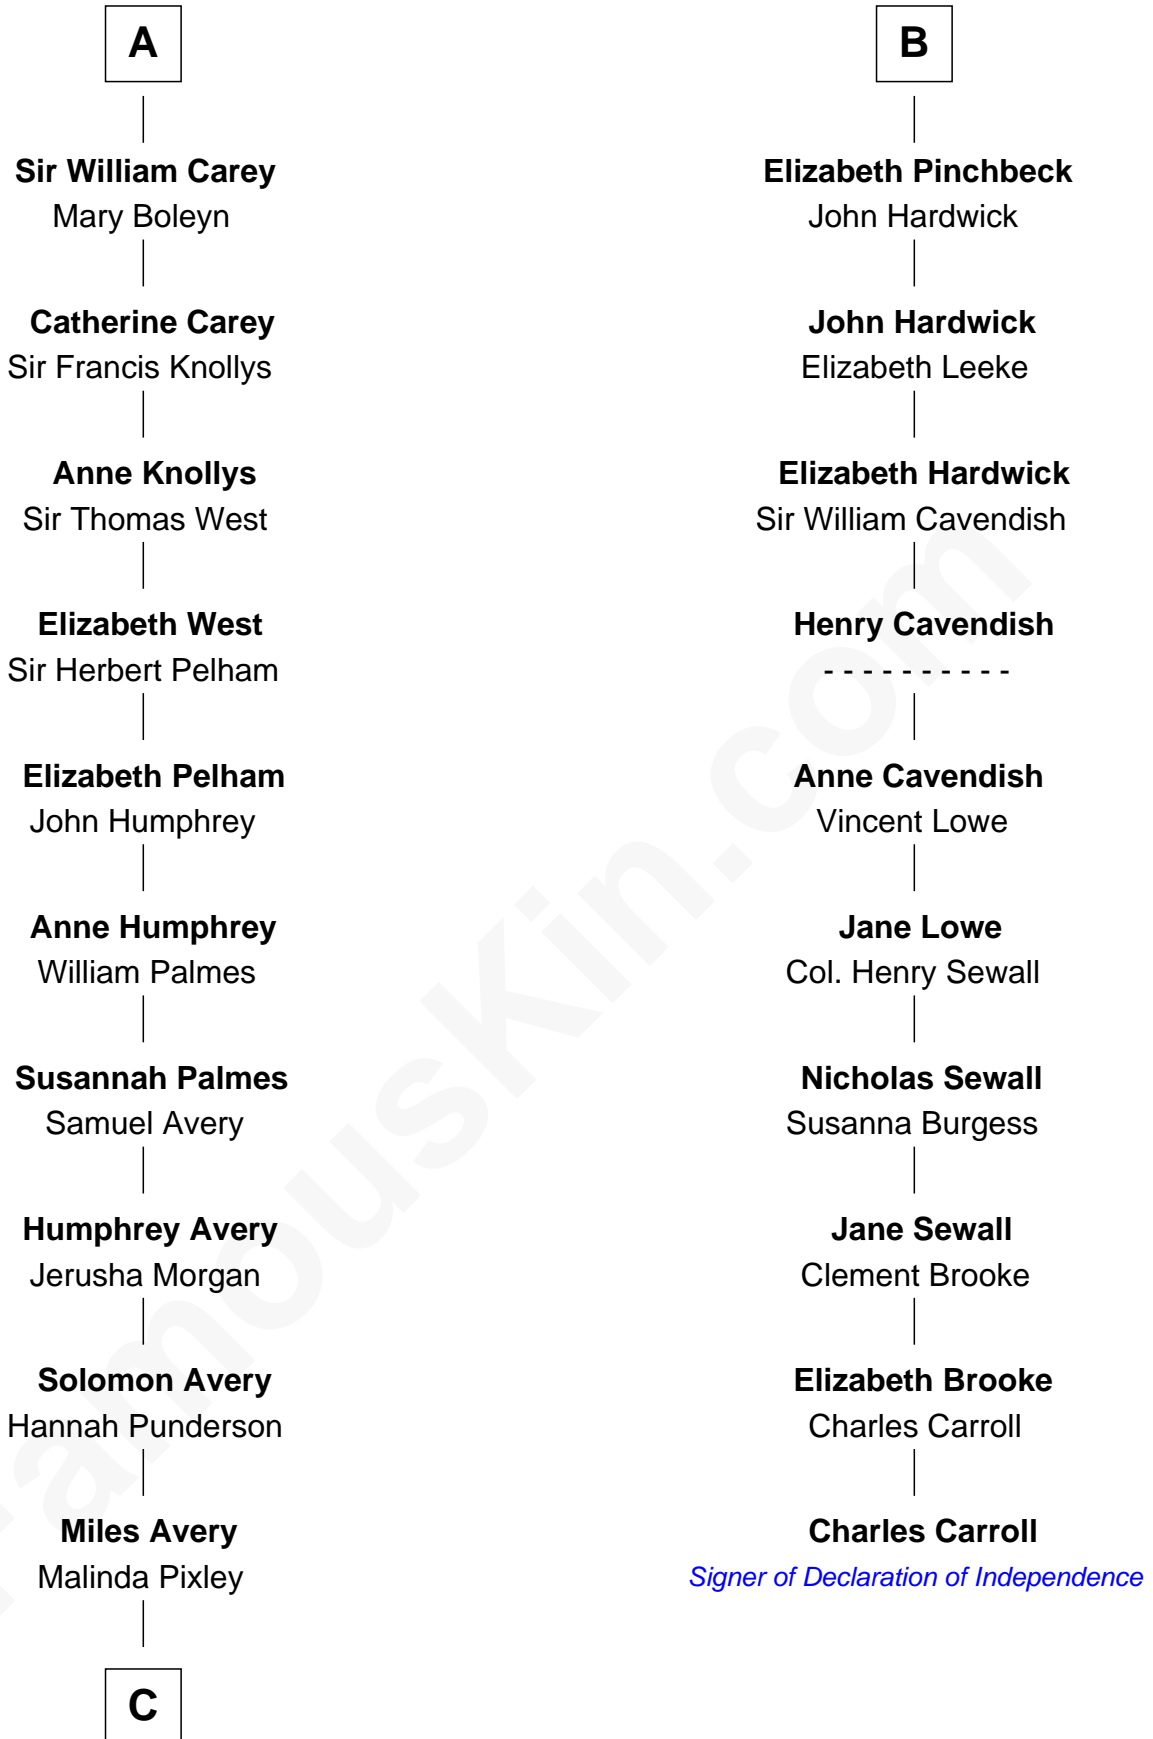 A
Sir William Carey
Mary Boleyn
Catherine Carey
Sir Francis Knollys
Anne Knollys
Sir Thomas West
Elizabeth West
Sir Herbert Pelham
Elizabeth Pelham
John Humphrey
Anne Humphrey
William Palmes
Susannah Palmes
Samuel Avery
Humphrey Avery
Jerusha Morgan
Solomon Avery
Hannah Punderson
Miles Avery
Malinda Pixley
C
B
Elizabeth Pinchbeck
John Hardwick
John Hardwick
Elizabeth Leeke
Elizabeth Hardwick
Sir William Cavendish
Henry Cavendish
- - - - - - - - - -
Anne Cavendish
Vincent Lowe
Jane Lowe
Col. Henry Sewall
Nicholas Sewall
Susanna Burgess
Jane Sewall
Clement Brooke
Elizabeth Brooke
Charles Carroll
Charles Carroll
Signer of Declaration of Independence
FamousKin.com